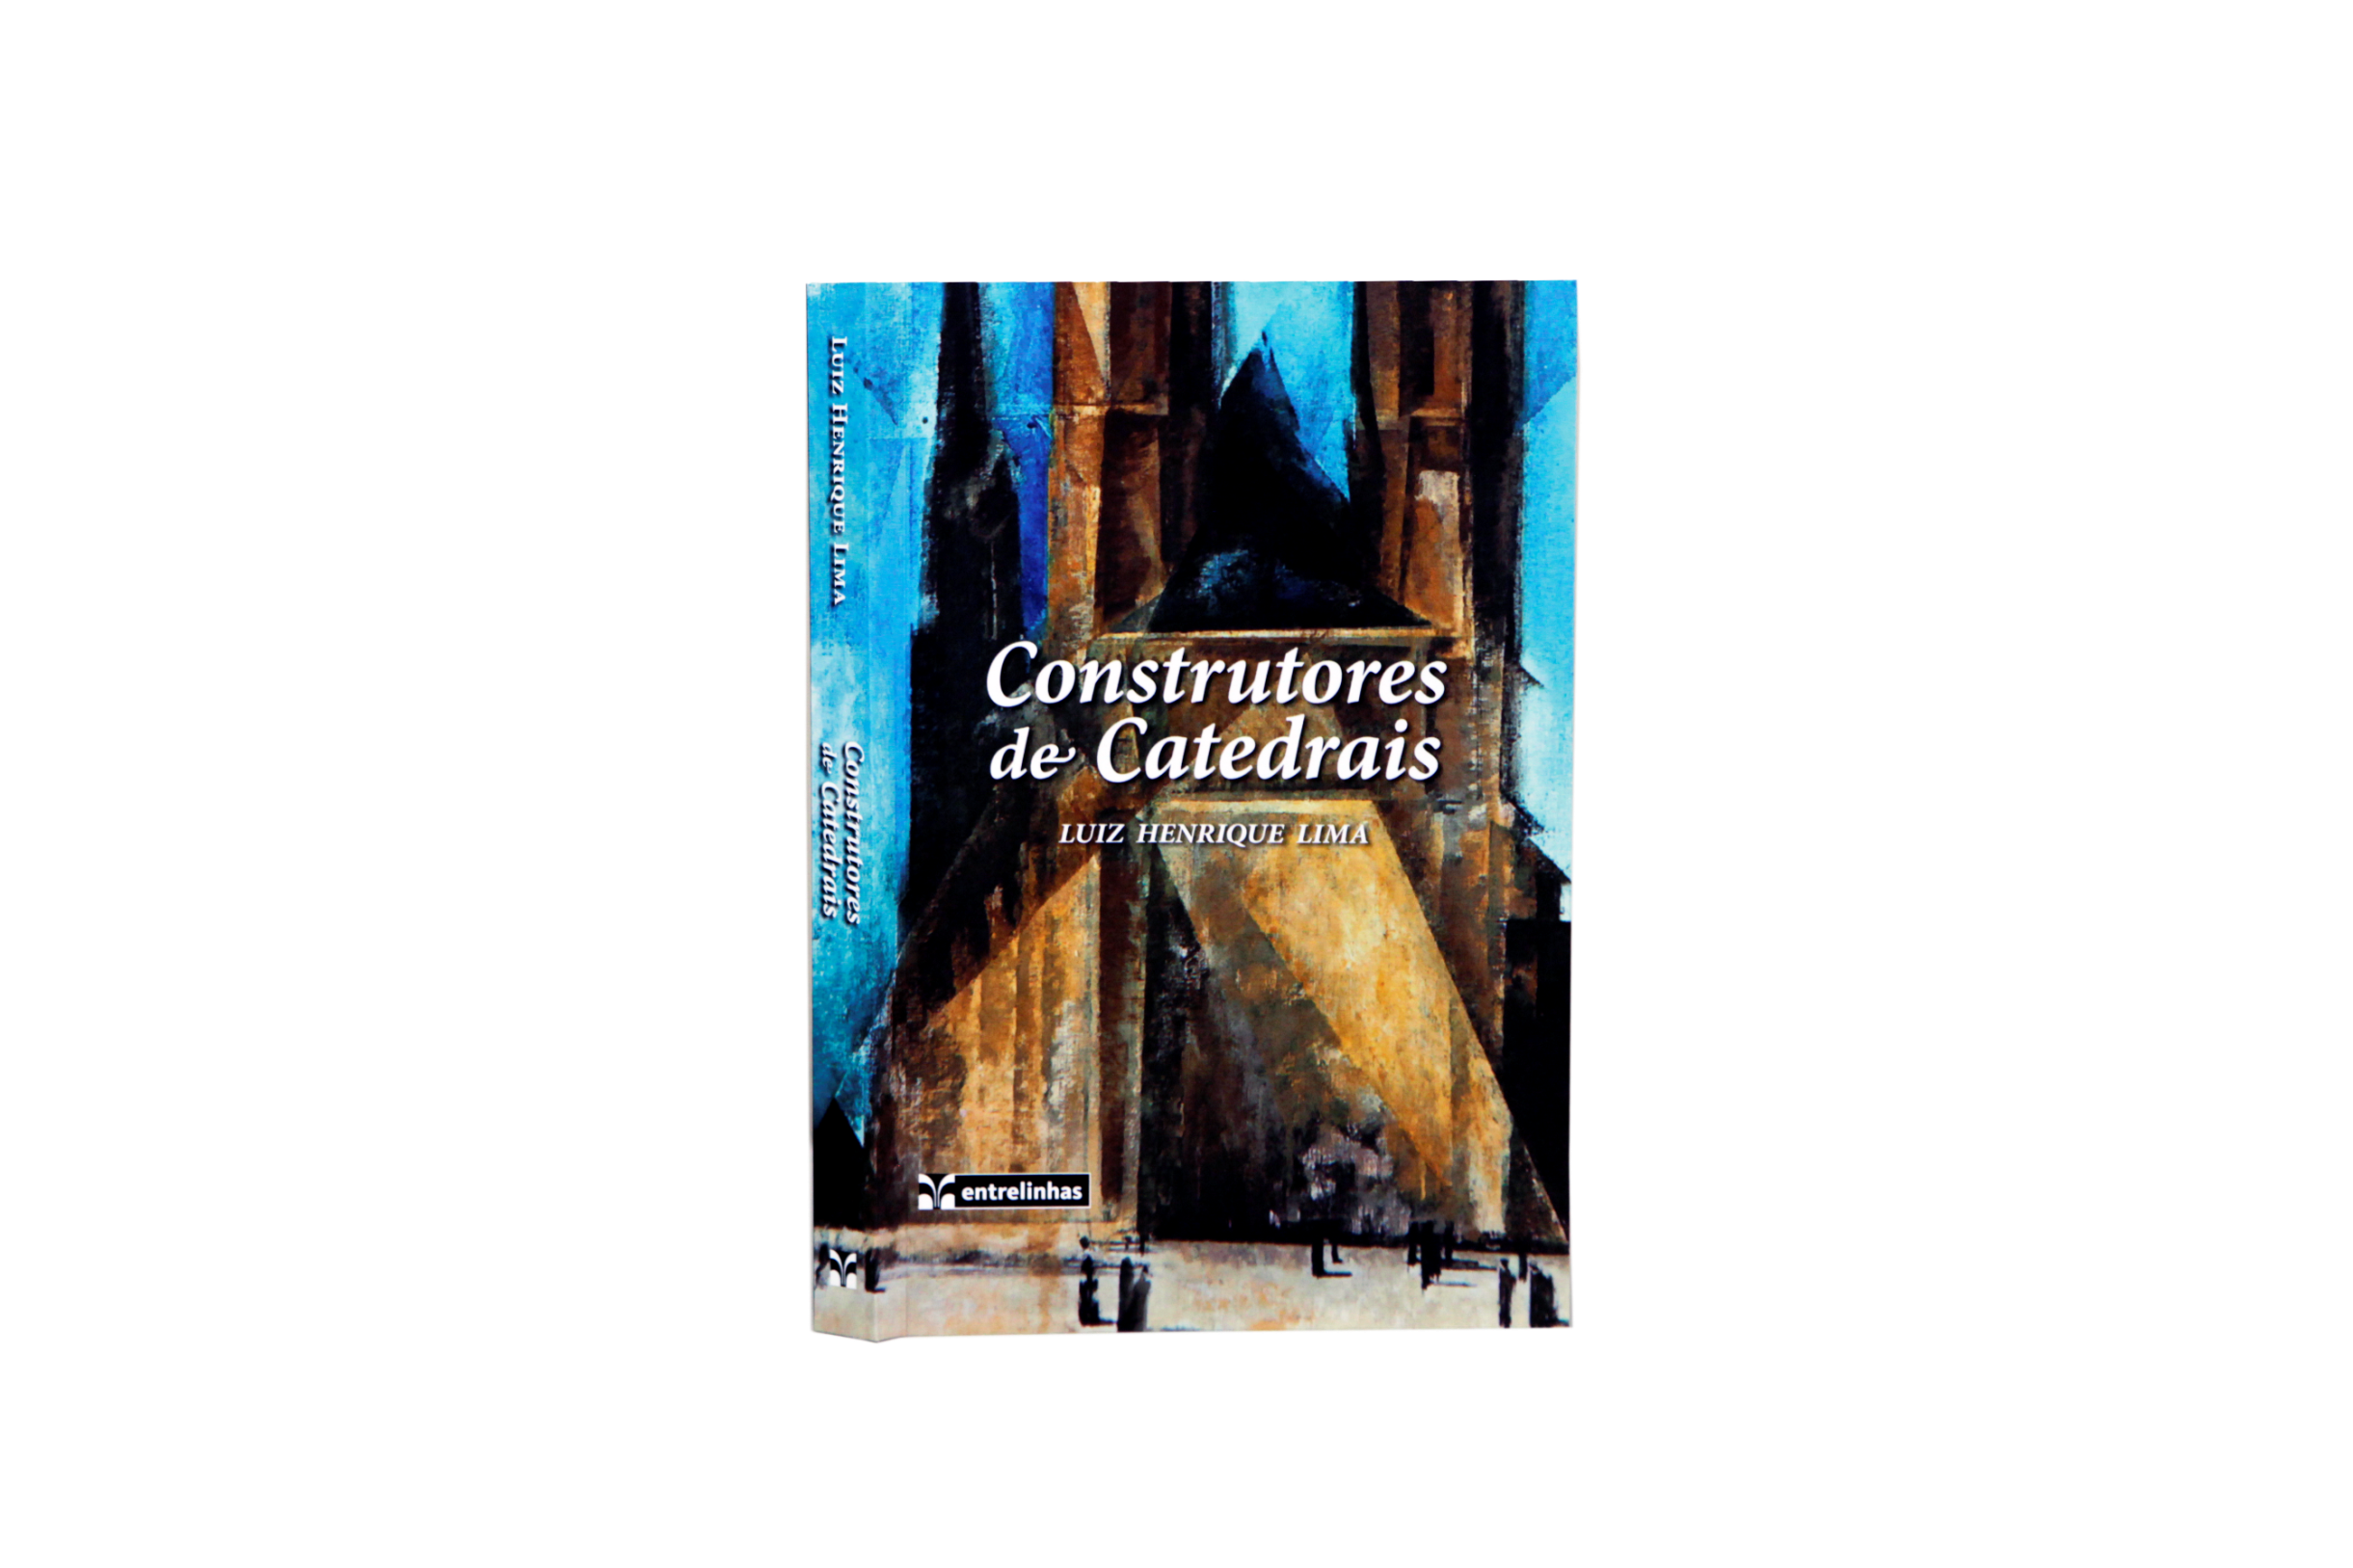 LUIZ HENRIQUE LIMA
Construtores
de Catedrais
Construtores
de Catedrais
LUIZ HENRIQUE LIMA
entrelinhas